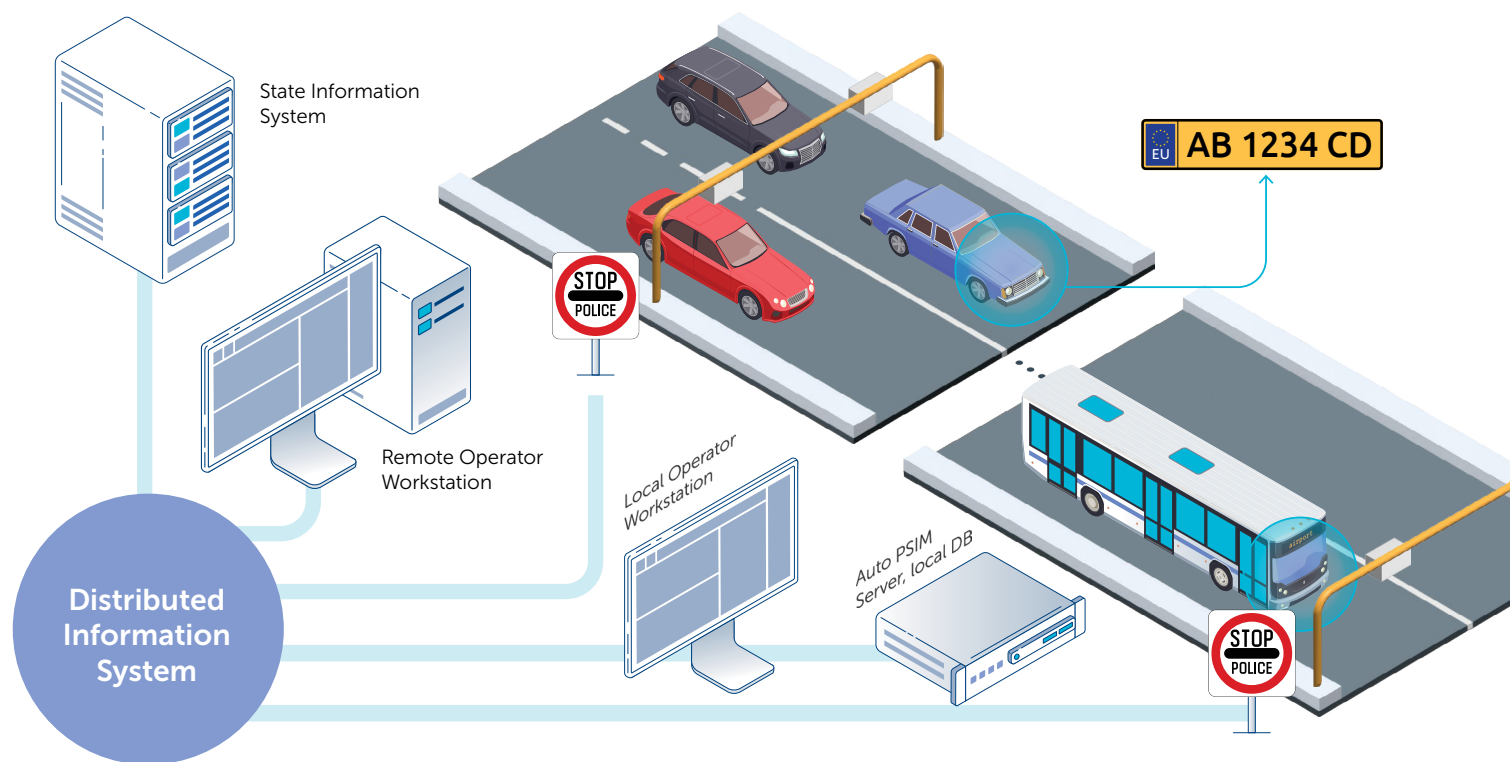 State Information
System
EU
AB 1234 CD
STOP
POLICE
Remote Operator
Workstation
Local Operator
Workstation
Auto PSIM
Server, local DB
airport
Distributed
Information
System
STOP
POLICE